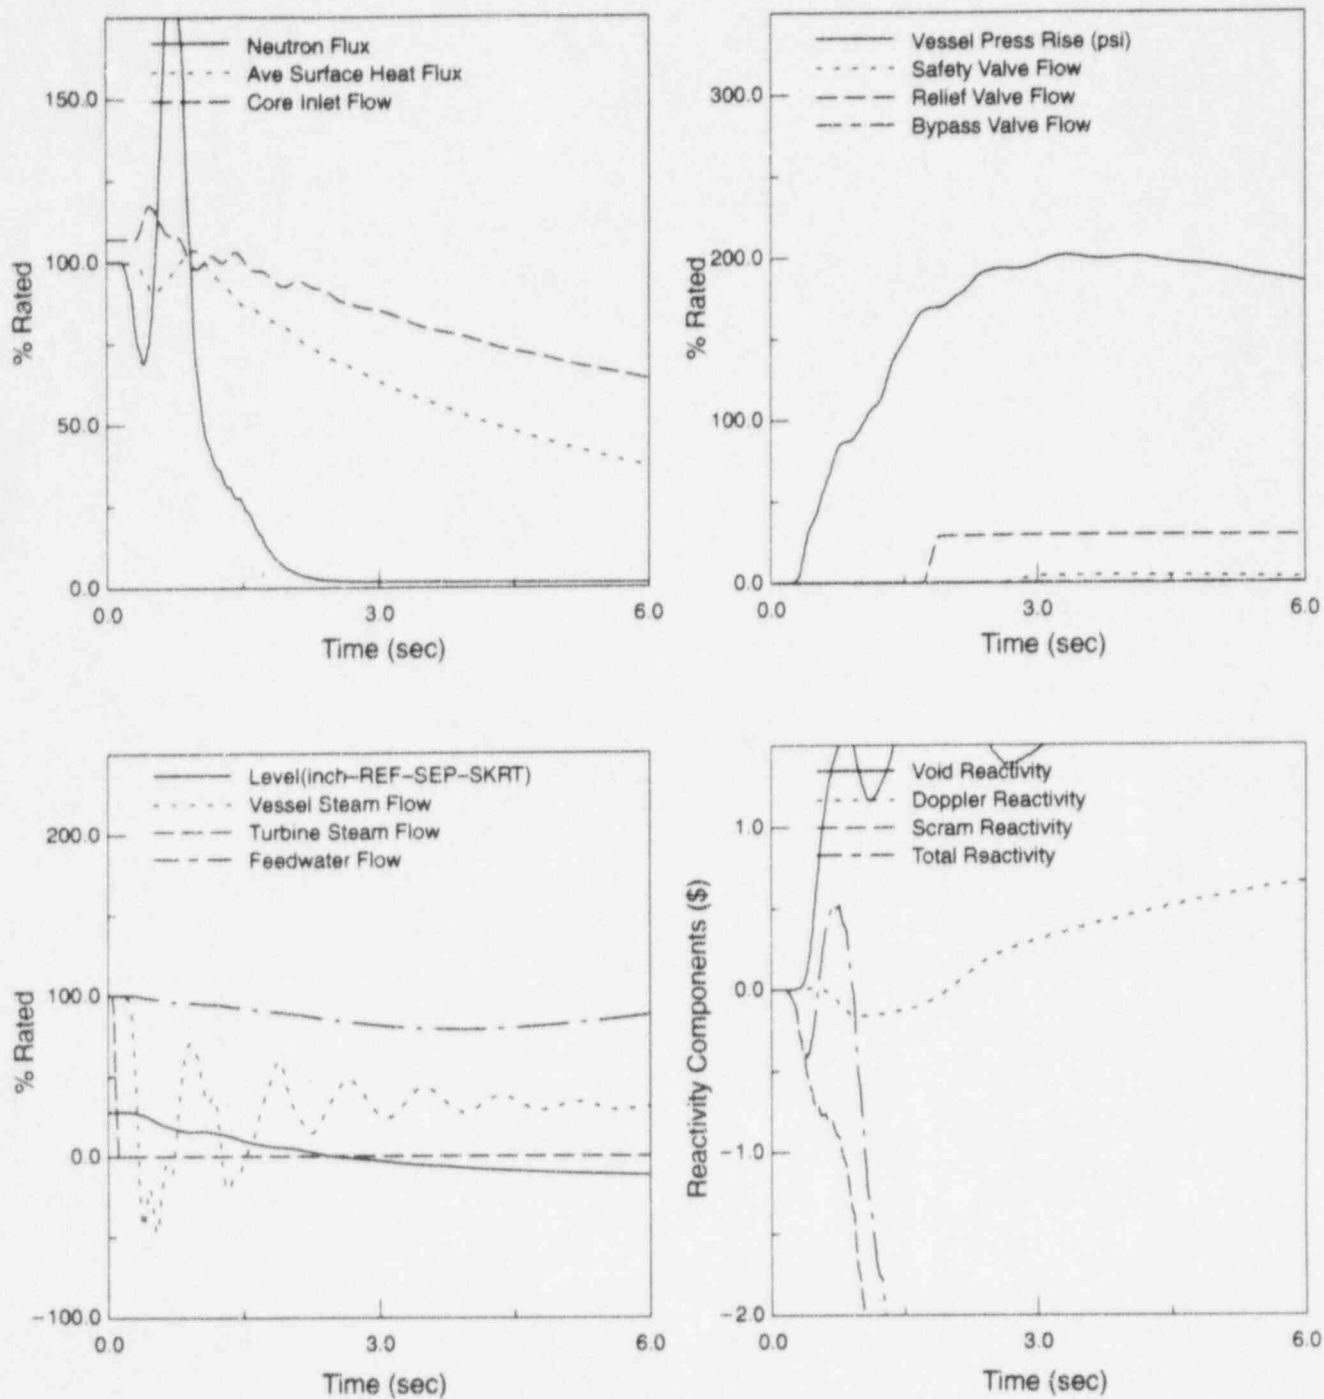 Neutron Flux
Ave Surface Heat Flux
Core Inlet Flow
150.0
100.0
50.0
0.0
% Rated
0.0
3.0
6.0
Time (sec)
Vessel Press Rise (psi)
Safety Valve Flow
Relief Valve Flow
Bypass Valve Flow
300.0
200.0
100.0
0.0
% Rated
0.0
3.0
6.0
Time (sec)
Level(inch-REF-SEP-SKRT)
Vessel Steam Flow
Turbine Steam Flow
Feedwater Flow
200.0
100.0
0.0
-100.0
% Rated
0.0
3.0
6.0
Time (sec)
Void Reactivity
Doppler Reactivity
Scram Reactivity
Total Reactivity
1.0
0.0
-1.0
-2.0
Reactivity Components ($)
0.0
3.0
6.0
Time (sec)